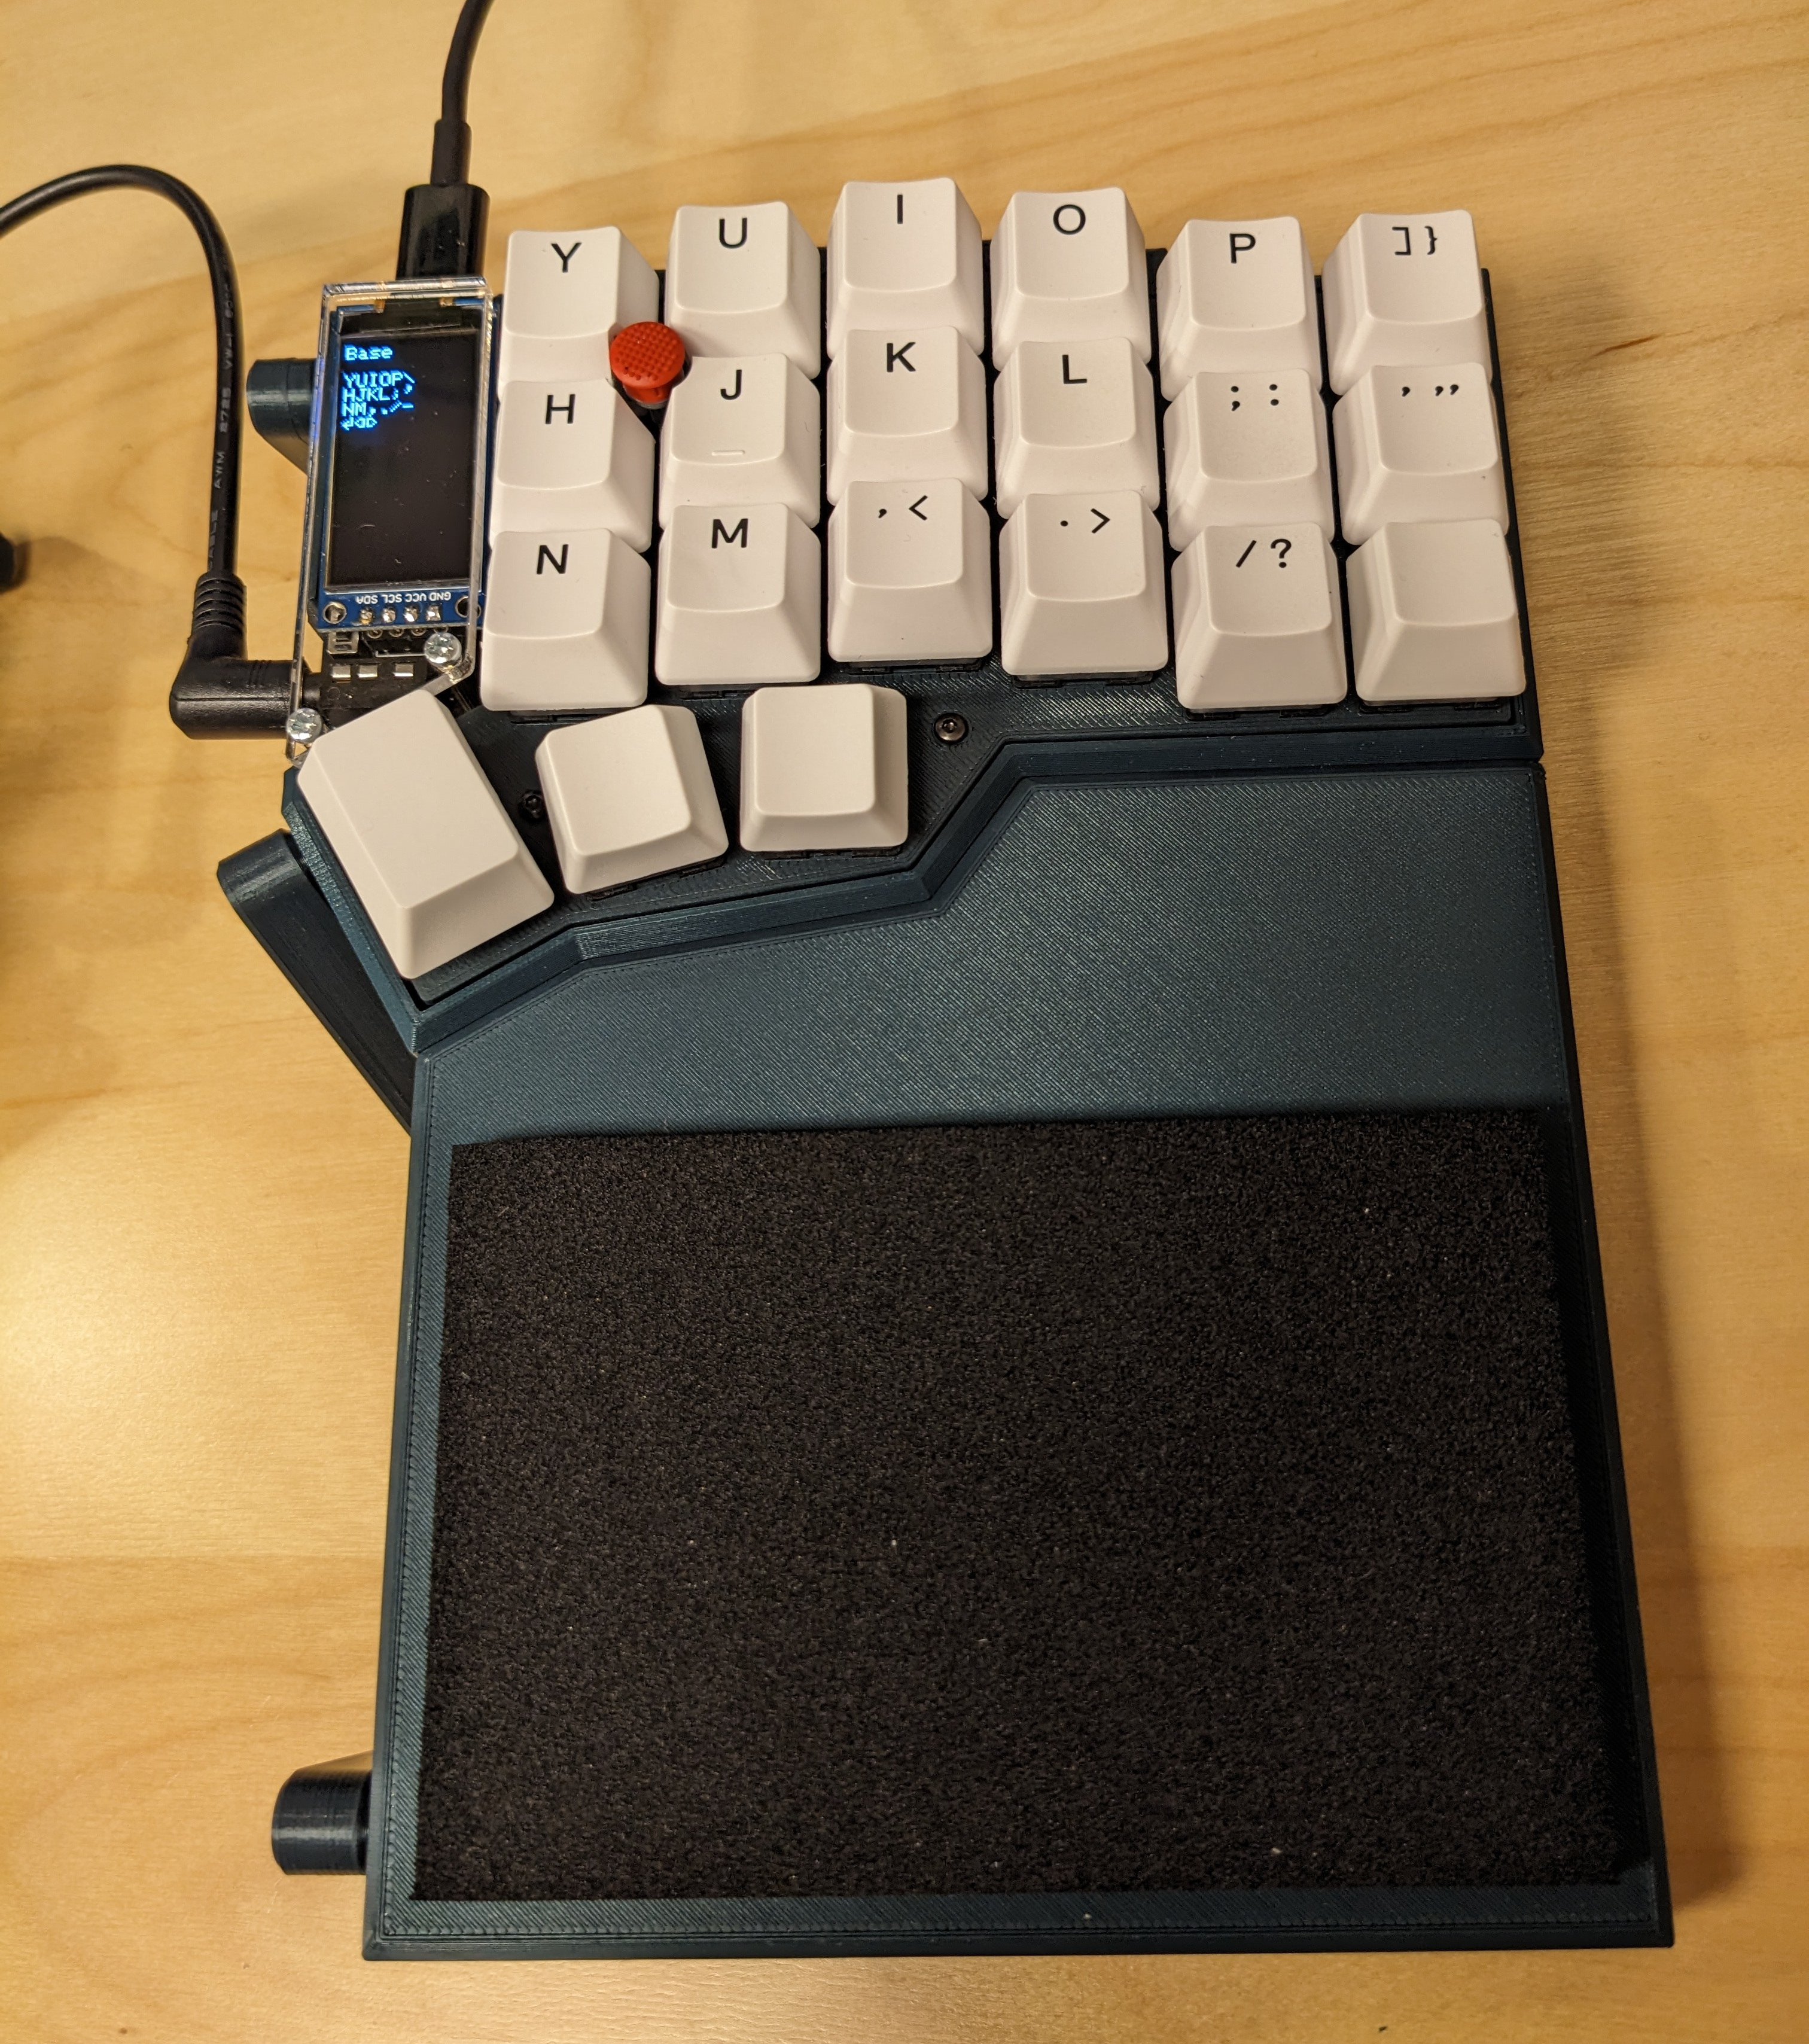 Y U I O P ] }
H J K L ; : ' "
N M , < . > / ?
Base
YUIOP\
HJKL;'
NM,./-
GND VCC SCL SDA